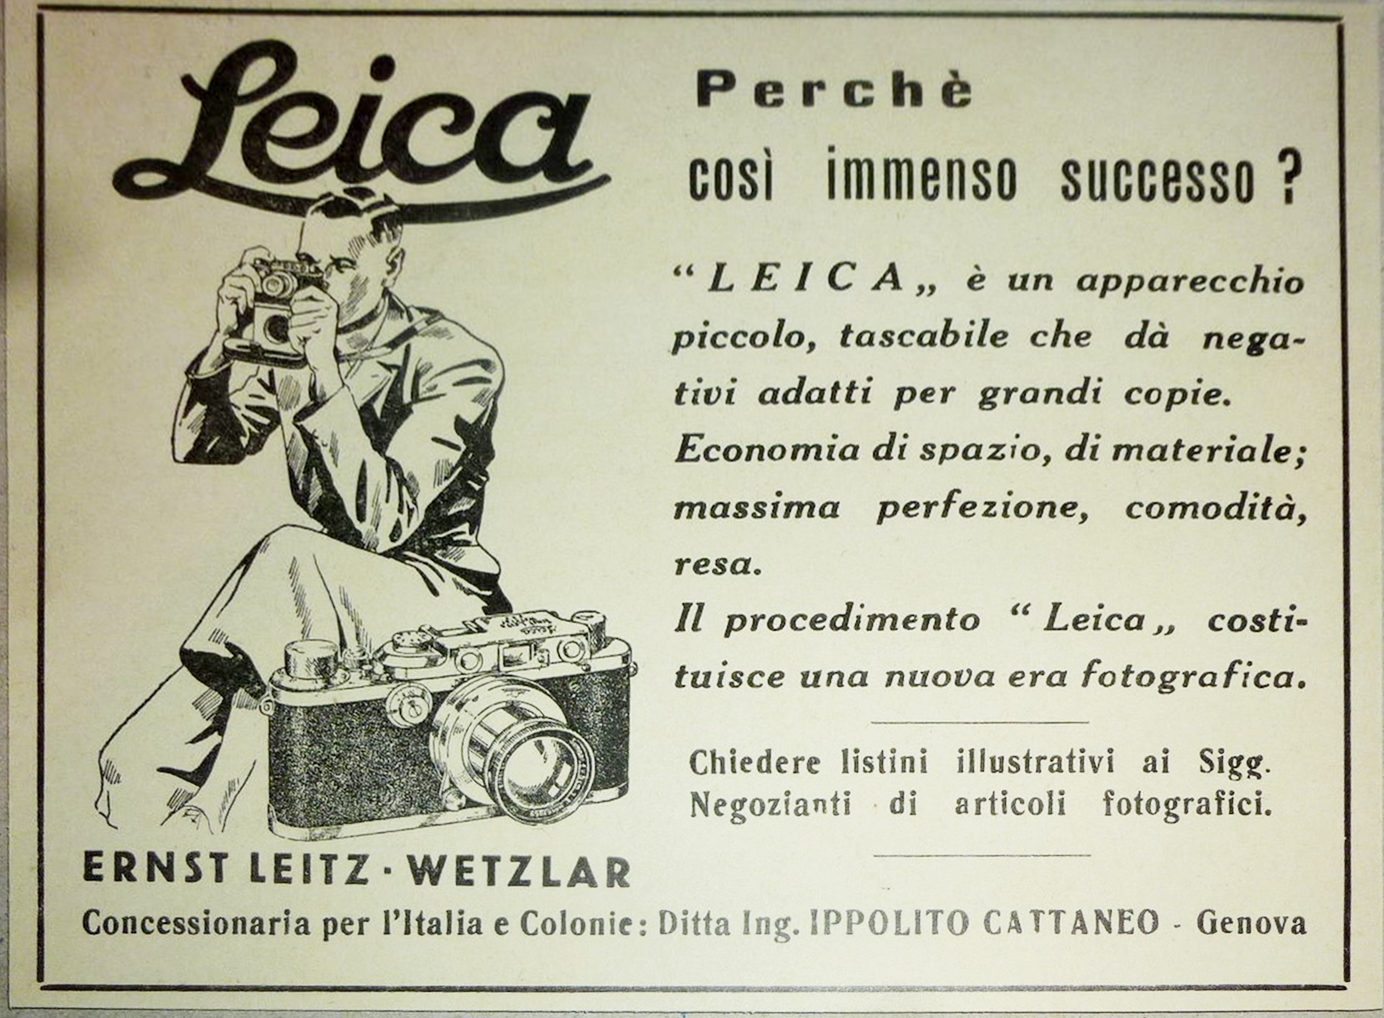 Leica
Perchè
così immenso successo ?
“ L E I C A „ è un apparecchio
piccolo, tascabile che dà nega-
tivi adatti per grandi copie.
Economia di spazio, di materiale;
massima perfezione, comodità,
resa.
Il procedimento “ Leica „ costi-
tuisce una nuova era fotografica.
Chiedere listini illustrativi ai Sigg.
Negozianti di articoli fotografici.
ERNST LEITZ · WETZLAR
Concessionaria per l'Italia e Colonie: Ditta Ing. IPPOLITO CATTANEO - Genova